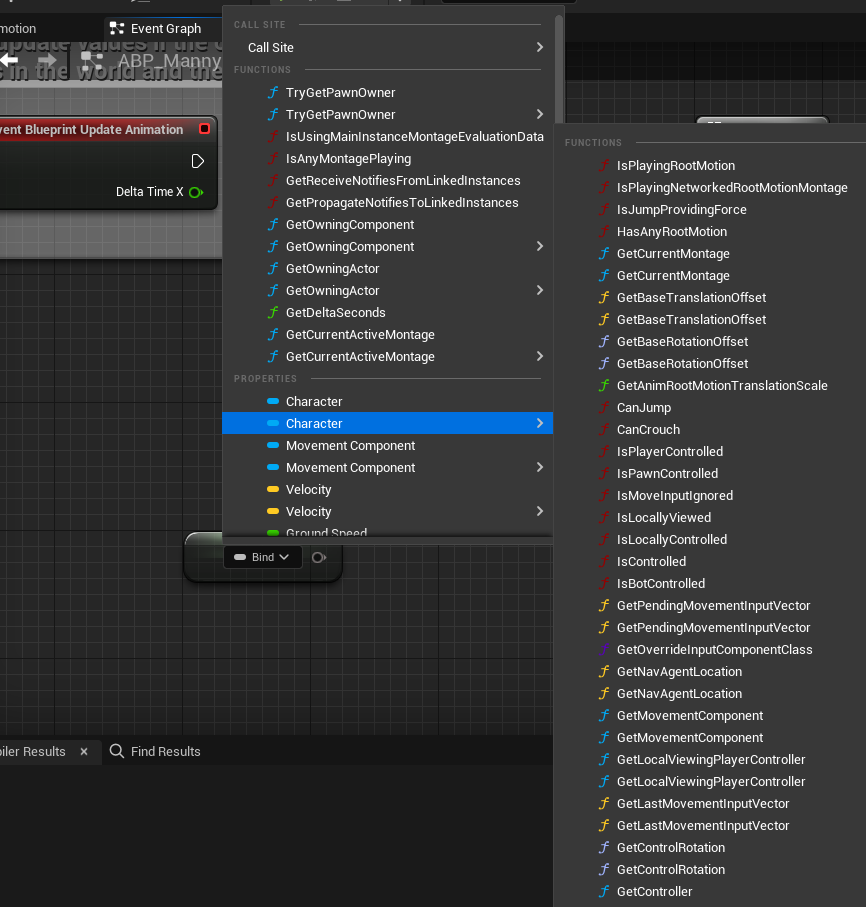 motion
Event Graph
update values if the
s in the world and the
ABP_Manny
vent Blueprint Update Animation
Delta Time X
CALL SITE
Call Site
FUNCTIONS
TryGetPawnOwner
TryGetPawnOwner
IsUsingMainInstanceMontageEvaluationData
IsAnyMontagePlaying
GetReceiveNotifiesFromLinkedInstances
GetPropagateNotifiesToLinkedInstances
GetOwningComponent
GetOwningComponent
GetOwningActor
GetOwningActor
GetDeltaSeconds
GetCurrentActiveMontage
GetCurrentActiveMontage
PROPERTIES
Character
Character
Movement Component
Movement Component
Velocity
Velocity
Ground Speed
Bind
FUNCTIONS
IsPlayingRootMotion
IsPlayingNetworkedRootMotionMontage
IsJumpProvidingForce
HasAnyRootMotion
GetCurrentMontage
GetCurrentMontage
GetBaseTranslationOffset
GetBaseTranslationOffset
GetBaseRotationOffset
GetBaseRotationOffset
GetAnimRootMotionTranslationScale
CanJump
CanCrouch
IsPlayerControlled
IsPawnControlled
IsMoveInputIgnored
IsLocallyViewed
IsLocallyControlled
IsControlled
IsBotControlled
GetPendingMovementInputVector
GetPendingMovementInputVector
GetOverrideInputComponentClass
GetNavAgentLocation
GetNavAgentLocation
GetMovementComponent
GetMovementComponent
GetLocalViewingPlayerController
GetLocalViewingPlayerController
GetLastMovementInputVector
GetLastMovementInputVector
GetControlRotation
GetControlRotation
GetController
piler Results
Find Results